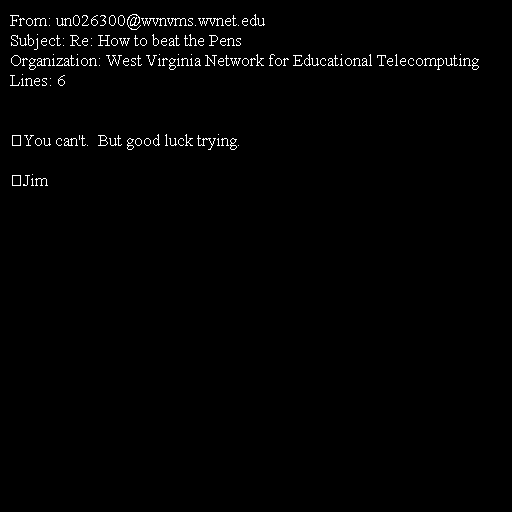 From: un026300@wvnvms.wvnet.edu
Subject: Re: How to beat the Pens
Organization: West Virginia Network for Educational Telecomputing
Lines: 6
You can't.  But good luck trying.
Jim